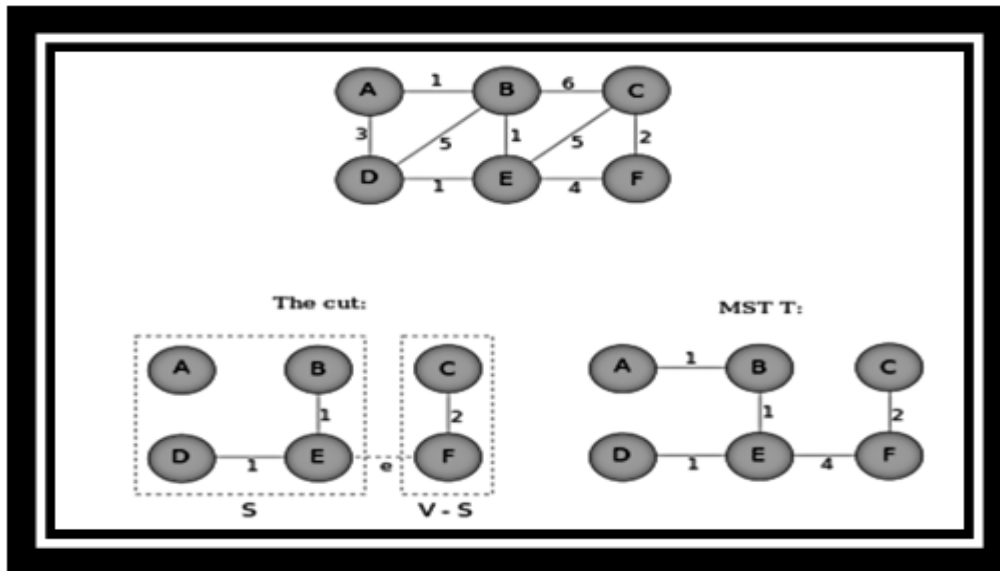 A 1 B 6 C
3 5 1 5 2
D 1 E 4 F
The cut: MST T:
A B C A 1 B C
1 2 1 2
D 1 E e F D 1 E 4 F
S V - S